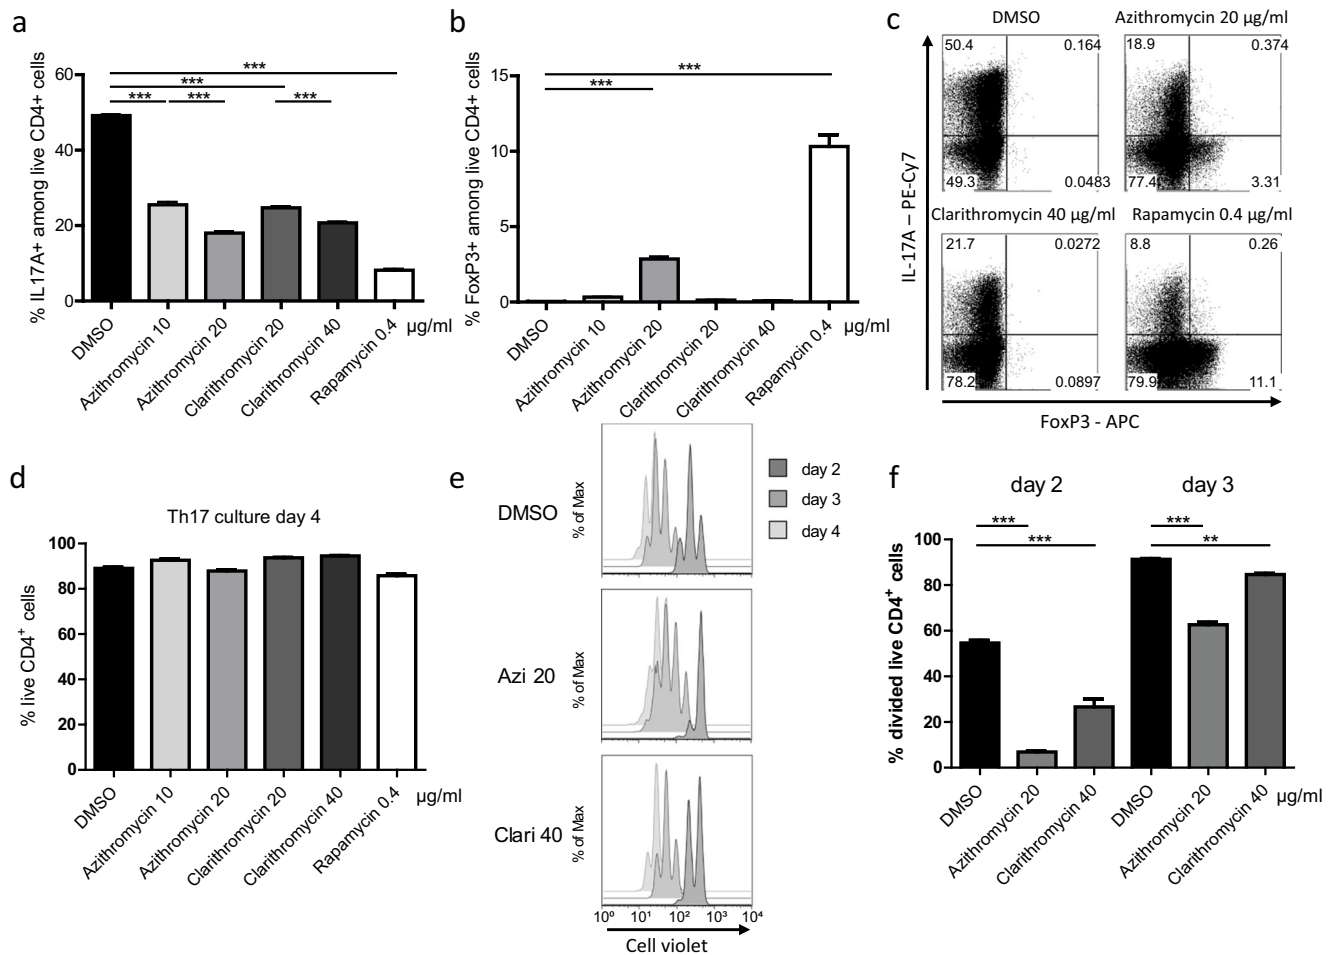 a
% IL17A+ among live CD4+ cells
60
40
20
0
***
***
*** *** ***
DMSO
Azithromycin 10
Azithromycin 20
Clarithromycin 20
Clarithromycin 40
Rapamycin 0.4
µg/ml
b
% FoxP3+ among live CD4+ cells
15
10
5
0
***
***
DMSO
Azithromycin 10
Azithromycin 20
Clarithromycin 20
Clarithromycin 40
Rapamycin 0.4
c
DMSO
50.4 0.164
49.3 0.0483
Azithromycin 20 µg/ml
18.9 0.374
77.4 3.31
Clarithromycin 40 µg/ml
21.7 0.0272
78.2 0.0897
Rapamycin 0.4 µg/ml
8.8 0.26
79.9 11.1
IL-17A – PE-Cy7
FoxP3 - APC
d
Th17 culture day 4
% live CD4⁺ cells
100
80
60
40
20
0
DMSO
Azithromycin 10
Azithromycin 20
Clarithromycin 20
Clarithromycin 40
Rapamycin 0.4
µg/ml
e
DMSO
% of Max
day 2
day 3
day 4
Azi 20
% of Max
Clari 40
% of Max
10⁰ 10¹ 10² 10³ 10⁴
Cell violet
f
day 2 day 3
% divided live CD4⁺ cells
100
80
60
40
20
0
*** ***
*** **
DMSO
Azithromycin 20
Clarithromycin 40
DMSO
Azithromycin 20
Clarithromycin 40
µg/ml